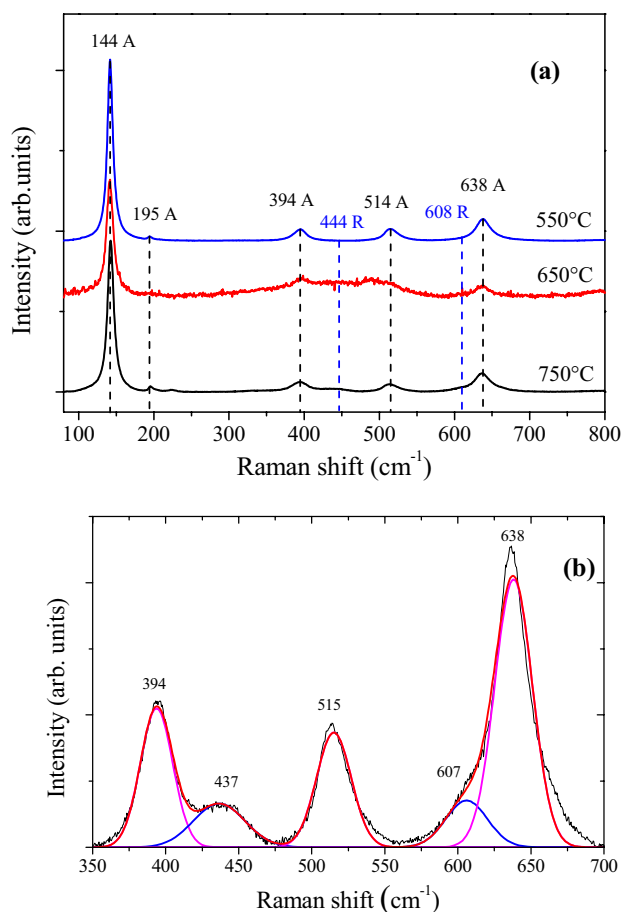 144 A
(a)
195 A
394 A
444 R
514 A
608 R
638 A
550°C
650°C
750°C
Intensity (arb.units)
100 200 300 400 500 600 700 800
Raman shift (cm-1)
638
(b)
394
515
437
607
Intensity (arb. units)
350 400 450 500 550 600 650 700
Raman shift (cm-1)